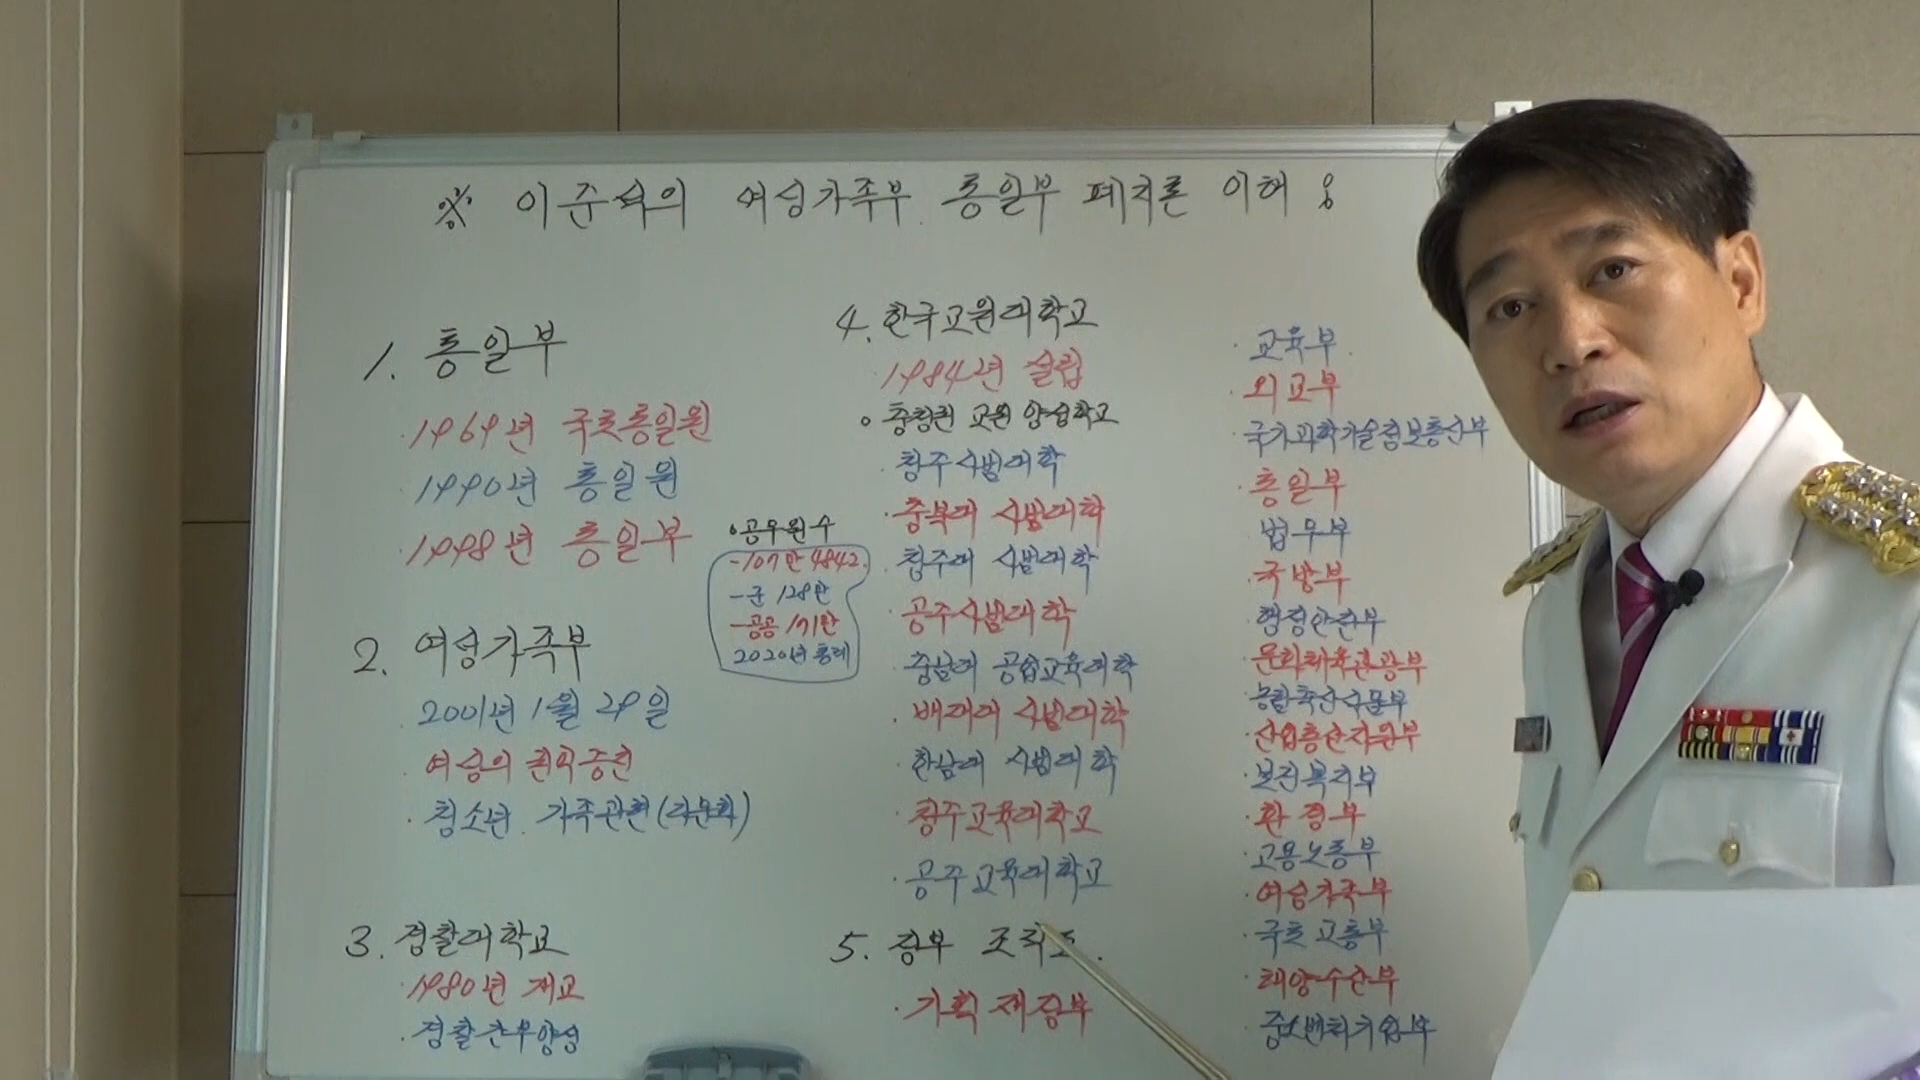 ※ 이준석의 여성가족부. 통일부 폐지론 이해 !
1. 통일부
· 1969년 국토통일원
· 1990년 통일원
· 1998년 통일부
∘공무원수
-107만 4842.
-군 128만
-공공 171만
2020년 통계
2. 여성가족부
· 2001년 1월 29일
· 여성의 권익증진
· 청소년. 가족관련(다문화)
3. 경찰대학교
· 1980년 개교
· 경찰간부양성
4. 한국교원대학교
· 1984년 설립
∘ 충청권 교원 양성학교
· 청주사범대학
· 충북대 사범대학
· 청주대 사범대학
· 공주사범대학
· 충남대 공업교육대학
· 배재대 사범대학
· 한남대 사범대학
· 청주교육대학교
· 공주교육대학교
5. 정부 조직도.
· 기획재정부
· 교육부
· 외교부
· 국가과학기술정보통신부
· 통일부
· 법무부
· 국방부
· 행정안전부
· 문화체육관광부
· 농림축산식품부
· 산업통상자원부
· 보건복지부
· 환경부
· 고용노동부
· 여성가족부
· 국토교통부
· 해양수산부
· 중소벤처기업부